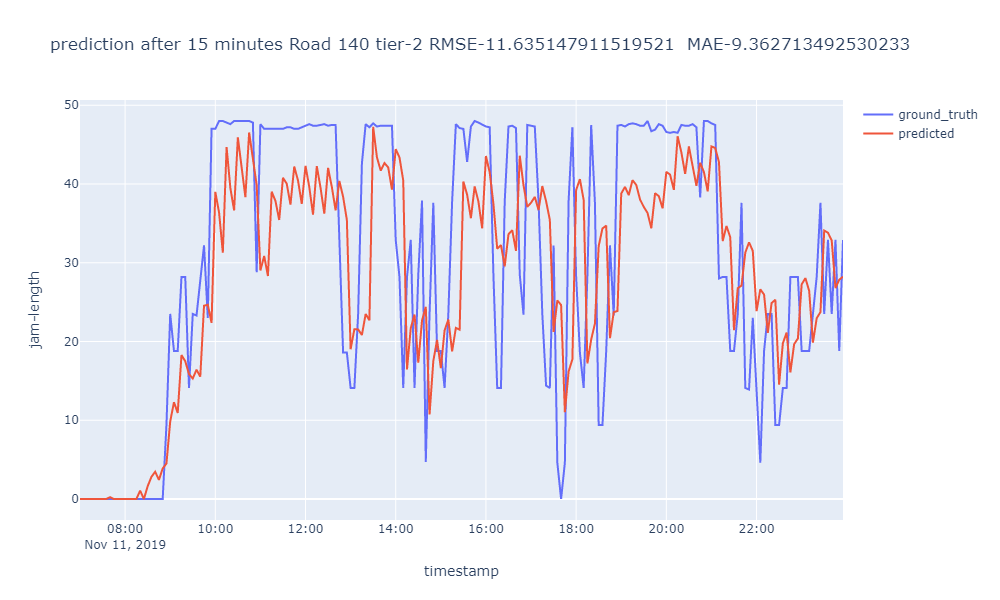 prediction after 15 minutes Road 140 tier-2 RMSE-11.635147911519521  MAE-9.362713492530233
ground_truth
predicted
50
40
30
20
10
0
jam-length
08:00 10:00 12:00 14:00 16:00 18:00 20:00 22:00
Nov 11, 2019
timestamp